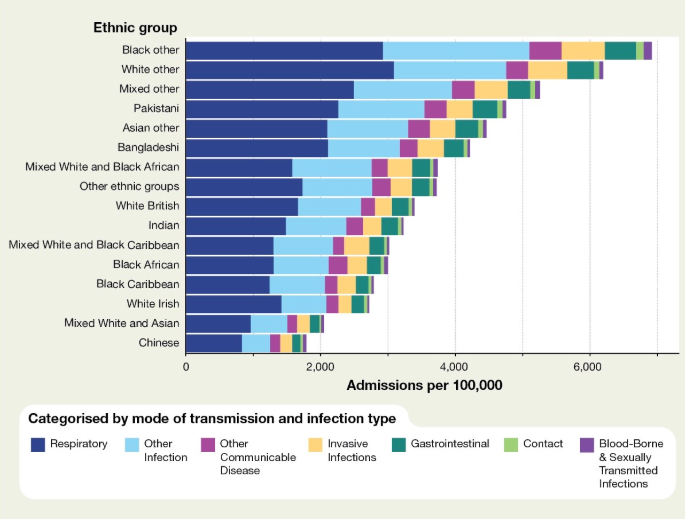 Ethnic group
Black other
White other
Mixed other
Pakistani
Asian other
Bangladeshi
Mixed White and Black African
Other ethnic groups
White British
Indian
Mixed White and Black Caribbean
Black African
Black Caribbean
White Irish
Mixed White and Asian
Chinese
0 2,000 4,000 6,000
Admissions per 100,000
Categorised by mode of transmission and infection type
Respiratory
Other
Infection
Other
Communicable
Disease
Invasive
Infections
Gastrointestinal
Contact
Blood-Borne
& Sexually
Transmitted
Infections